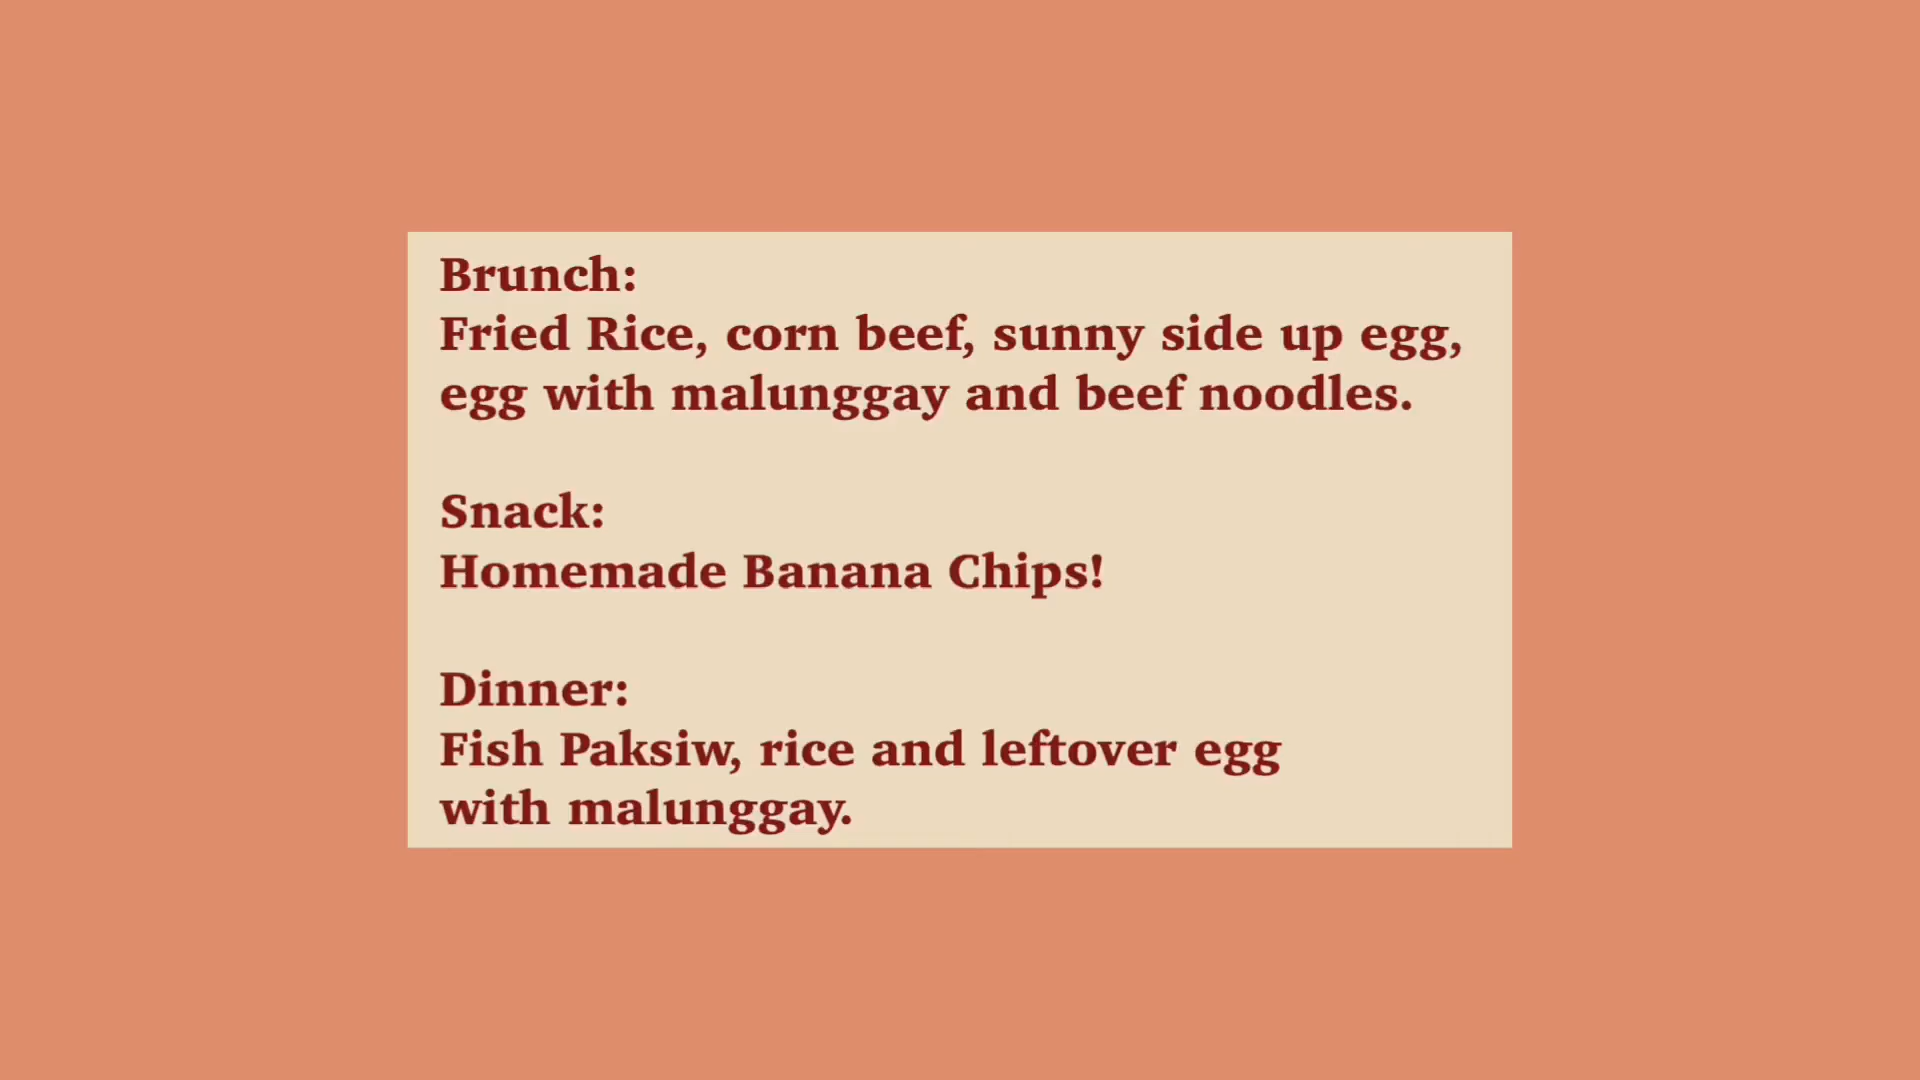 Brunch:
Fried Rice, corn beef, sunny side up egg,
egg with malunggay and beef noodles.
Snack:
Homemade Banana Chips!
Dinner:
Fish Paksiw, rice and leftover egg
with malunggay.